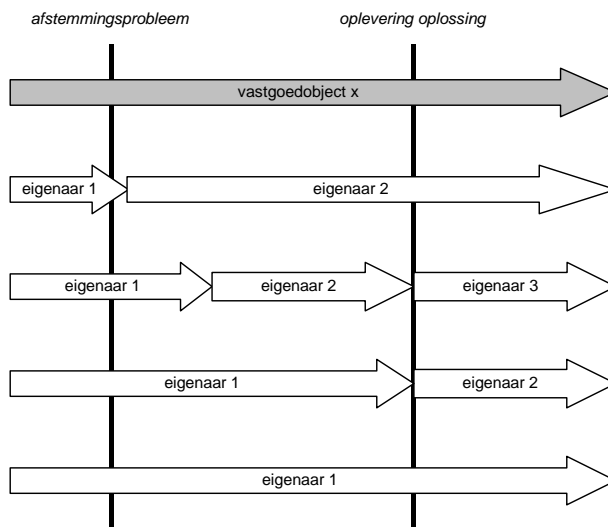 afstemmingsprobleem oplevering oplossing
vastgoedobject x
eigenaar 1 eigenaar 2
eigenaar 1 eigenaar 2 eigenaar 3
eigenaar 1 eigenaar 2
eigenaar 1